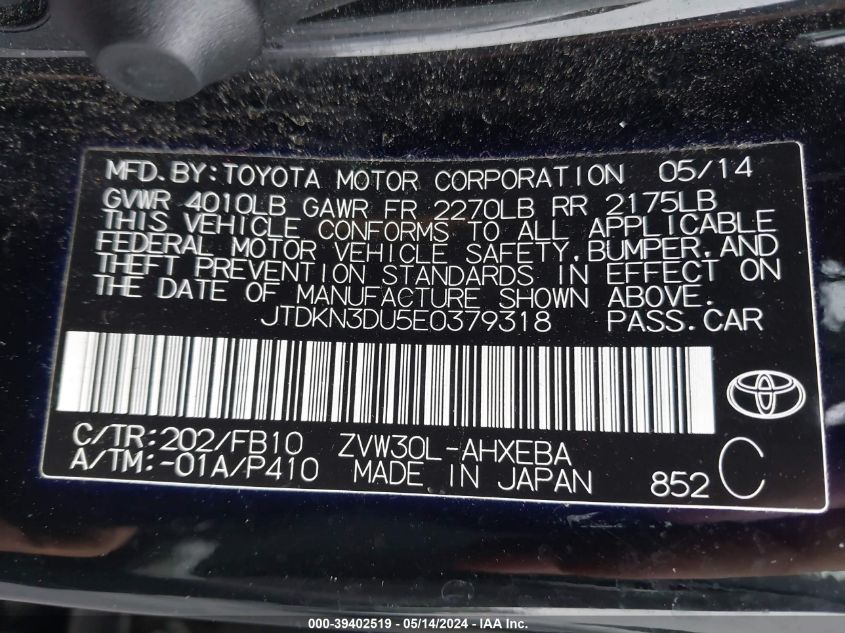 MFD. BY: TOYOTA MOTOR CORPORATION 05/14
GVWR 4010LB GAWR FR 2270LB RR 2175LB
THIS VEHICLE CONFORMS TO ALL APPLICABLE
FEDERAL MOTOR VEHICLE SAFETY, BUMPER, AND
THEFT PREVENTION STANDARDS IN EFFECT ON
THE DATE OF MANUFACTURE SHOWN ABOVE.
JTDKN3DU5E0379318 PASS. CAR
C/TR: 202/FB10 ZVW30L-AHXEBA
A/TM: -01A/P410 MADE IN JAPAN 852 C
000-39402519 - 05/14/2024 - IAAI.com